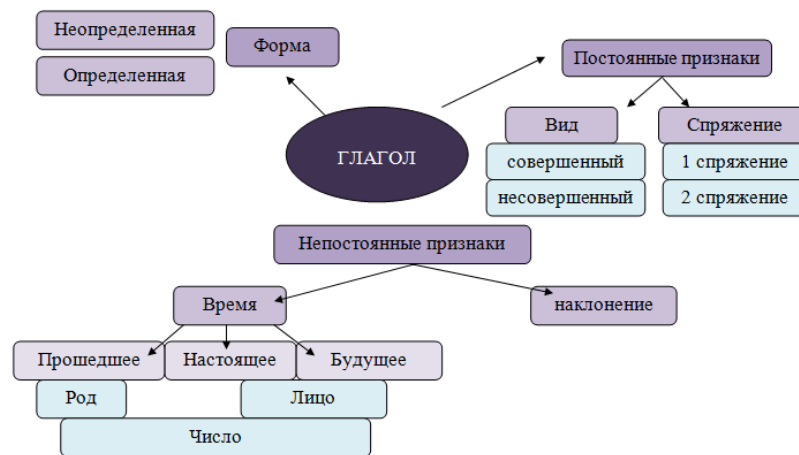 Неопределенная
Форма
Определенная
Постоянные признаки
ГЛАГОЛ
Вид
Спряжение
совершенный
1 спряжение
несовершенный
2 спряжение
Непостоянные признаки
Время
наклонение
Прошедшее
Настоящее
Будущее
Род
Лицо
Число